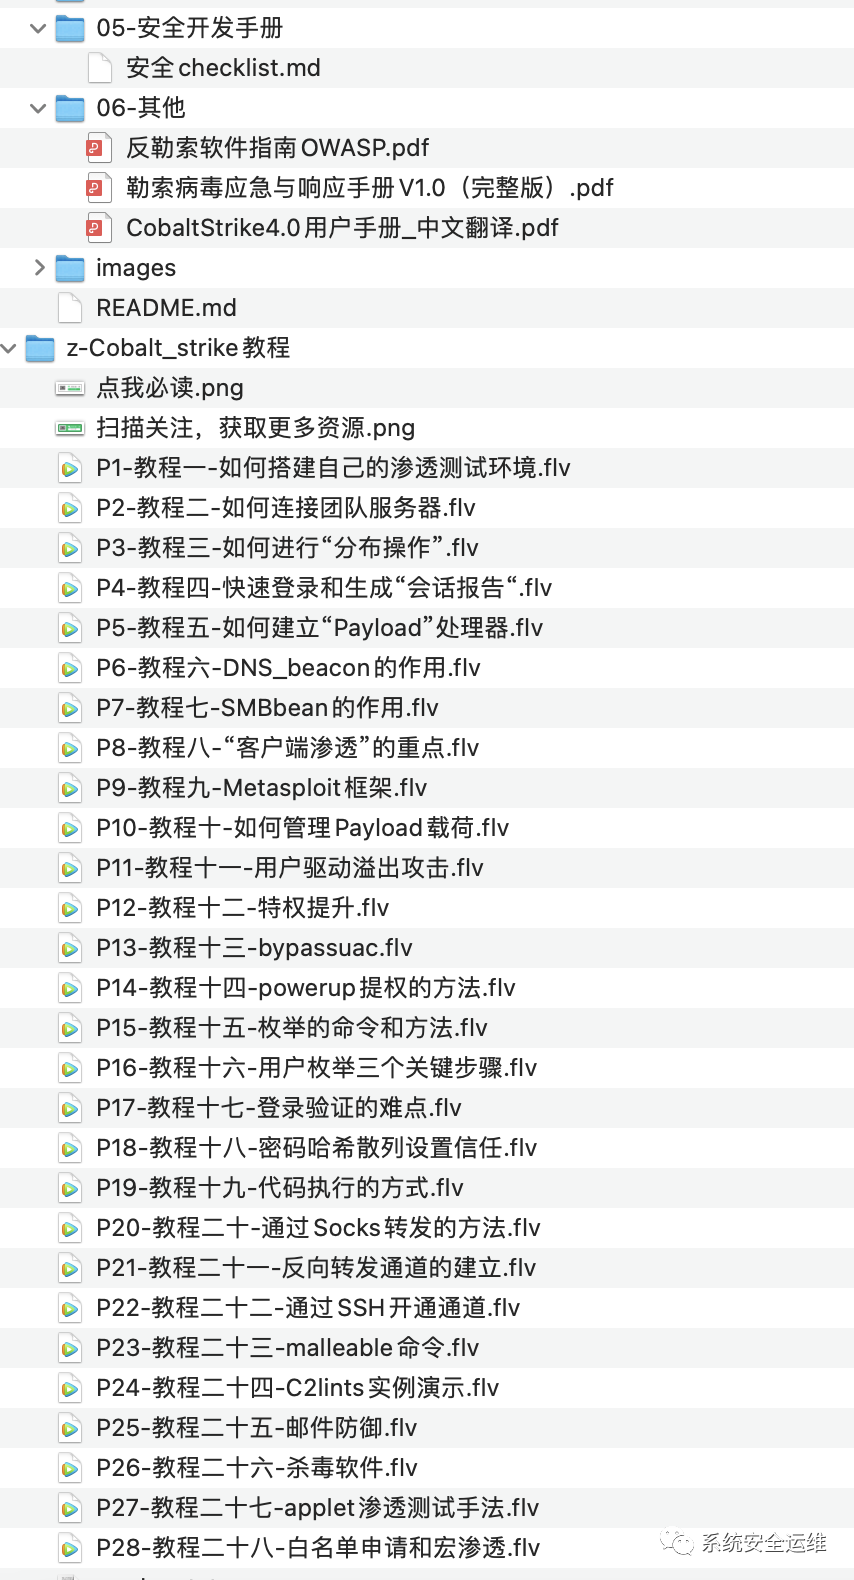 05-安全开发手册
安全checklist.md
06-其他
反勒索软件指南OWASP.pdf
勒索病毒应急与响应手册V1.0（完整版）.pdf
CobaltStrike4.0用户手册_中文翻译.pdf
images
README.md
z-Cobalt_strike教程
点我必读.png
扫描关注，获取更多资源.png
P1-教程一-如何搭建自己的渗透测试环境.flv
P2-教程二-如何连接团队服务器.flv
P3-教程三-如何进行“分布操作”.flv
P4-教程四-快速登录和生成“会话报告“.flv
P5-教程五-如何建立“Payload”处理器.flv
P6-教程六-DNS_beacon的作用.flv
P7-教程七-SMBbean的作用.flv
P8-教程八-“客户端渗透”的重点.flv
P9-教程九-Metasploit框架.flv
P10-教程十-如何管理Payload载荷.flv
P11-教程十一-用户驱动溢出攻击.flv
P12-教程十二-特权提升.flv
P13-教程十三-bypassuac.flv
P14-教程十四-powerup提权的方法.flv
P15-教程十五-枚举的命令和方法.flv
P16-教程十六-用户枚举三个关键步骤.flv
P17-教程十七-登录验证的难点.flv
P18-教程十八-密码哈希散列设置信任.flv
P19-教程十九-代码执行的方式.flv
P20-教程二十-通过Socks转发的方法.flv
P21-教程二十一-反向转发通道的建立.flv
P22-教程二十二-通过SSH开通通道.flv
P23-教程二十三-malleable命令.flv
P24-教程二十四-C2lints实例演示.flv
P25-教程二十五-邮件防御.flv
P26-教程二十六-杀毒软件.flv
P27-教程二十七-applet渗透测试手法.flv
P28-教程二十八-白名单申请和宏渗透.flv
系统安全运维